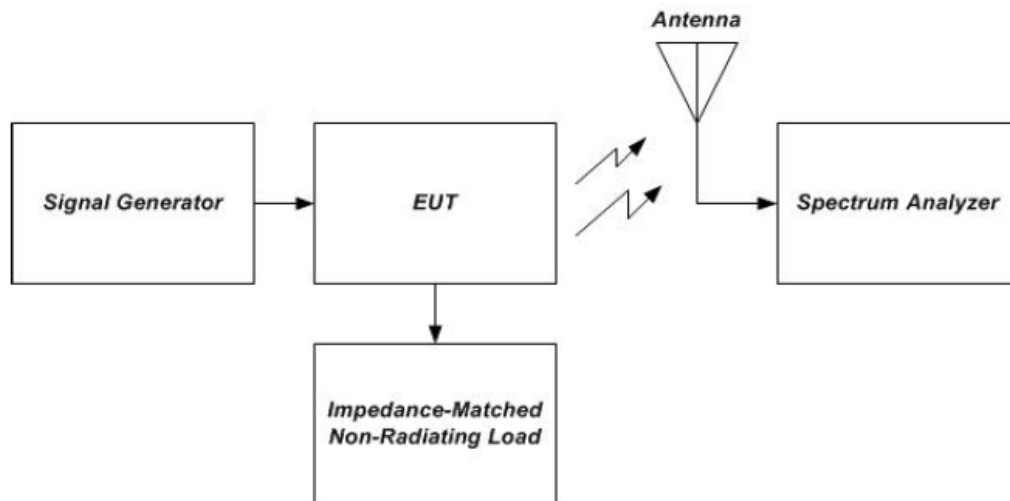 Antenna
Signal Generator
EUT
Spectrum Analyzer
Impedance-Matched
Non-Radiating Load